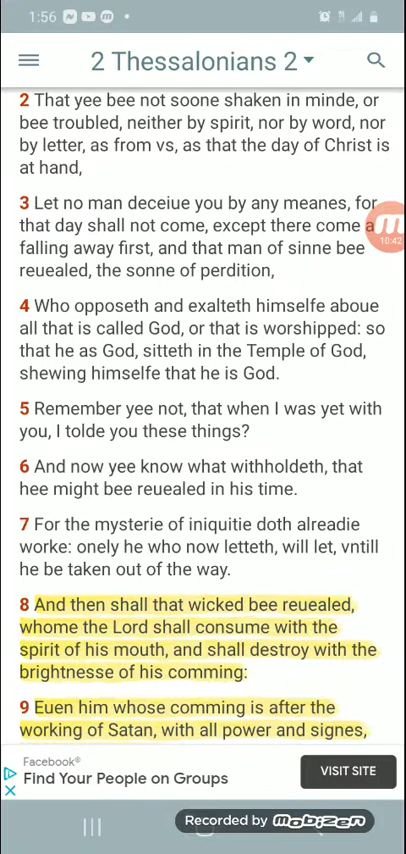 1:56
2 Thessalonians 2
2 That yee bee not soone shaken in minde, or
bee troubled, neither by spirit, nor by word, nor
by letter, as from vs, as that the day of Christ is
at hand,
3 Let no man deceiue you by any meanes, for
that day shall not come, except there come a
falling away first, and that man of sinne bee
reuealed, the sonne of perdition,
10:42
4 Who opposeth and exalteth himselfe aboue
all that is called God, or that is worshipped: so
that he as God, sitteth in the Temple of God,
shewing himselfe that he is God.
5 Remember yee not, that when I was yet with
you, I tolde you these things?
6 And now yee know what withholdeth, that
hee might bee reuealed in his time.
7 For the mysterie of iniquitie doth alreadie
worke: onely he who now letteth, will let, vntill
he be taken out of the way.
8 And then shall that wicked bee reuealed,
whome the Lord shall consume with the
spirit of his mouth, and shall destroy with the
brightnesse of his comming:
9 Euen him whose comming is after the
working of Satan, with all power and signes,
Facebook®
Find Your People on Groups
VISIT SITE
Recorded by mobizen